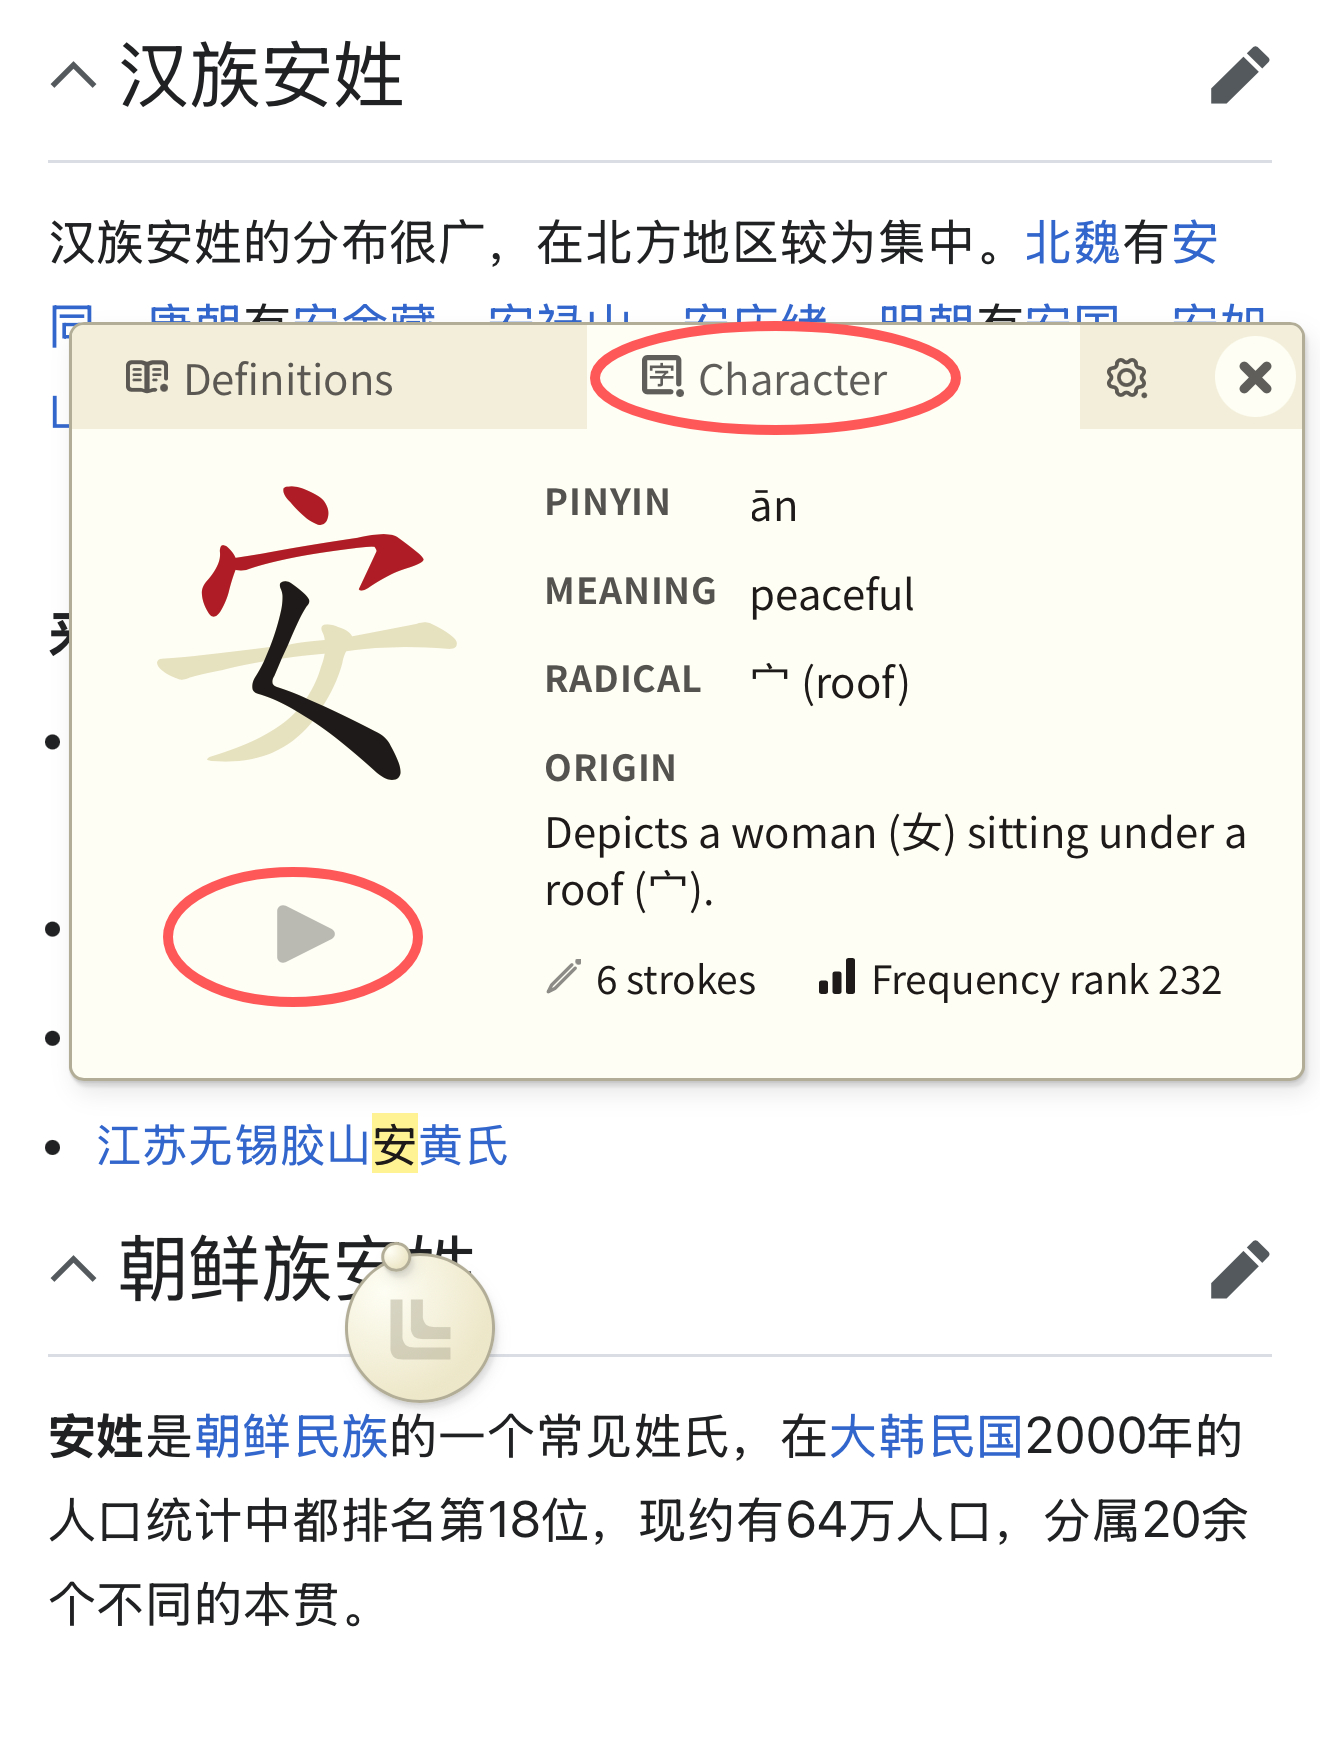 汉族安姓
汉族安姓的分布很广，在北方地区较为集中。北魏有安
同、唐朝有安金藏、安禄山、安庆绪、明朝有安国、安如
山
Definitions
Character
安
PINYIN ān
MEANING peaceful
RADICAL 宀 (roof)
ORIGIN
Depicts a woman (女) sitting under a
roof (宀).
6 strokes Frequency rank 232
江苏无锡胶山安黄氏
朝鲜族安姓
安姓是朝鲜民族的一个常见姓氏，在大韩民国2000年的
人口统计中都排名第18位，现约有64万人口，分属20余
个不同的本贯。